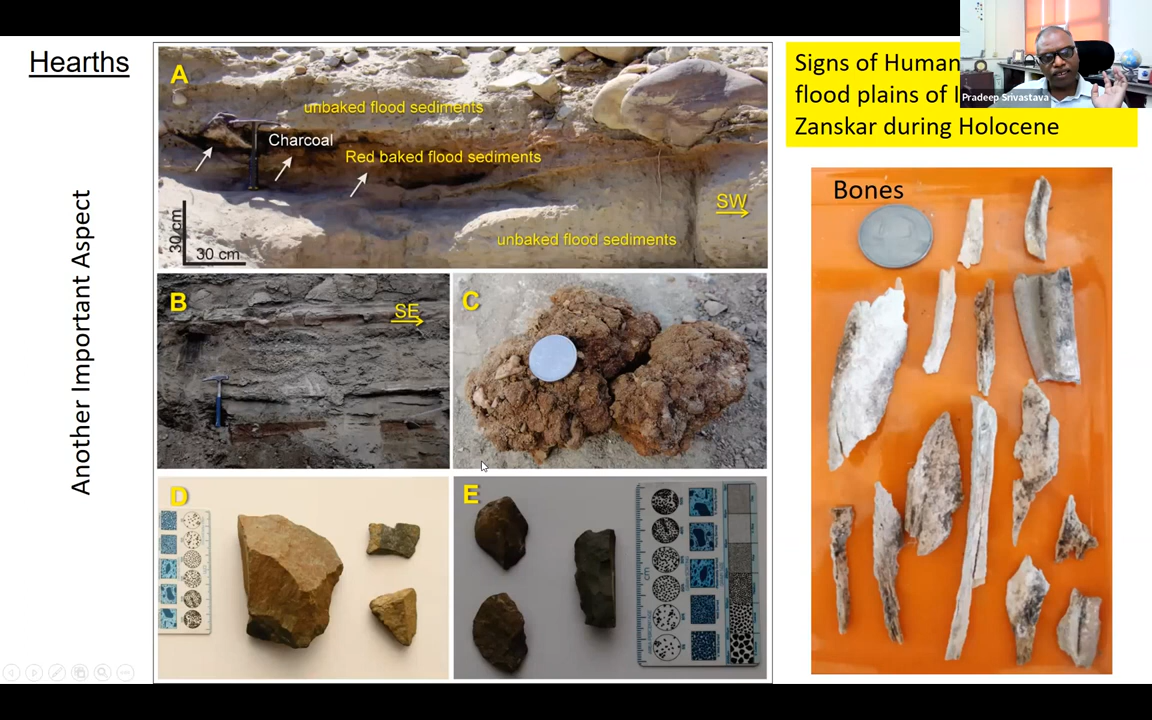 Hearths
Another Important Aspect
A
unbaked flood sediments
Charcoal
Red baked flood sediments
SW
unbaked flood sediments
30 cm
30 cm
B
SE
C
D
E
cm
Signs of Human
flood plains of
Zanskar during Holocene
Pradeep Srivastava
Bones